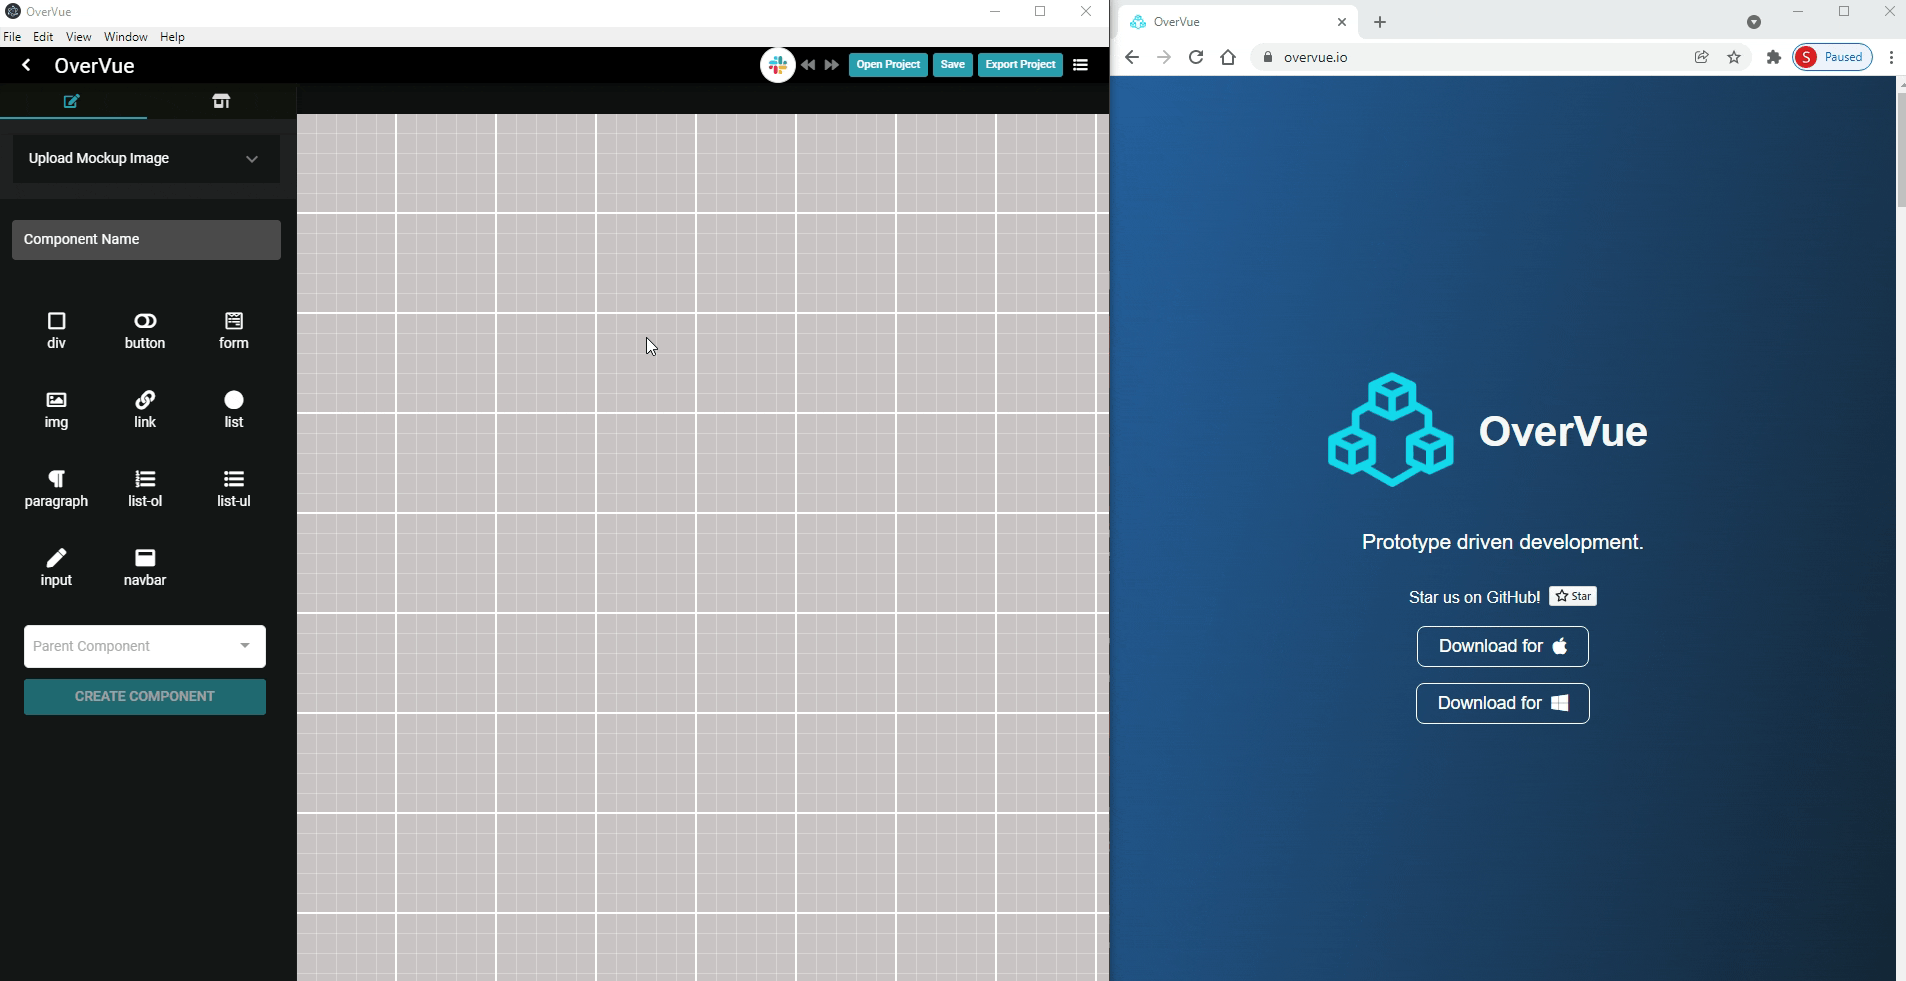 OverVue
File Edit View Window Help
OverVue
Open Project Save Export Project
Upload Mockup Image
Component Name
div button form
img link list
paragraph list-ol list-ul
input navbar
Parent Component
CREATE COMPONENT
OverVue
overvue.io
S Paused
OverVue
Prototype driven development.
Star us on GitHub! Star
Download for
Download for